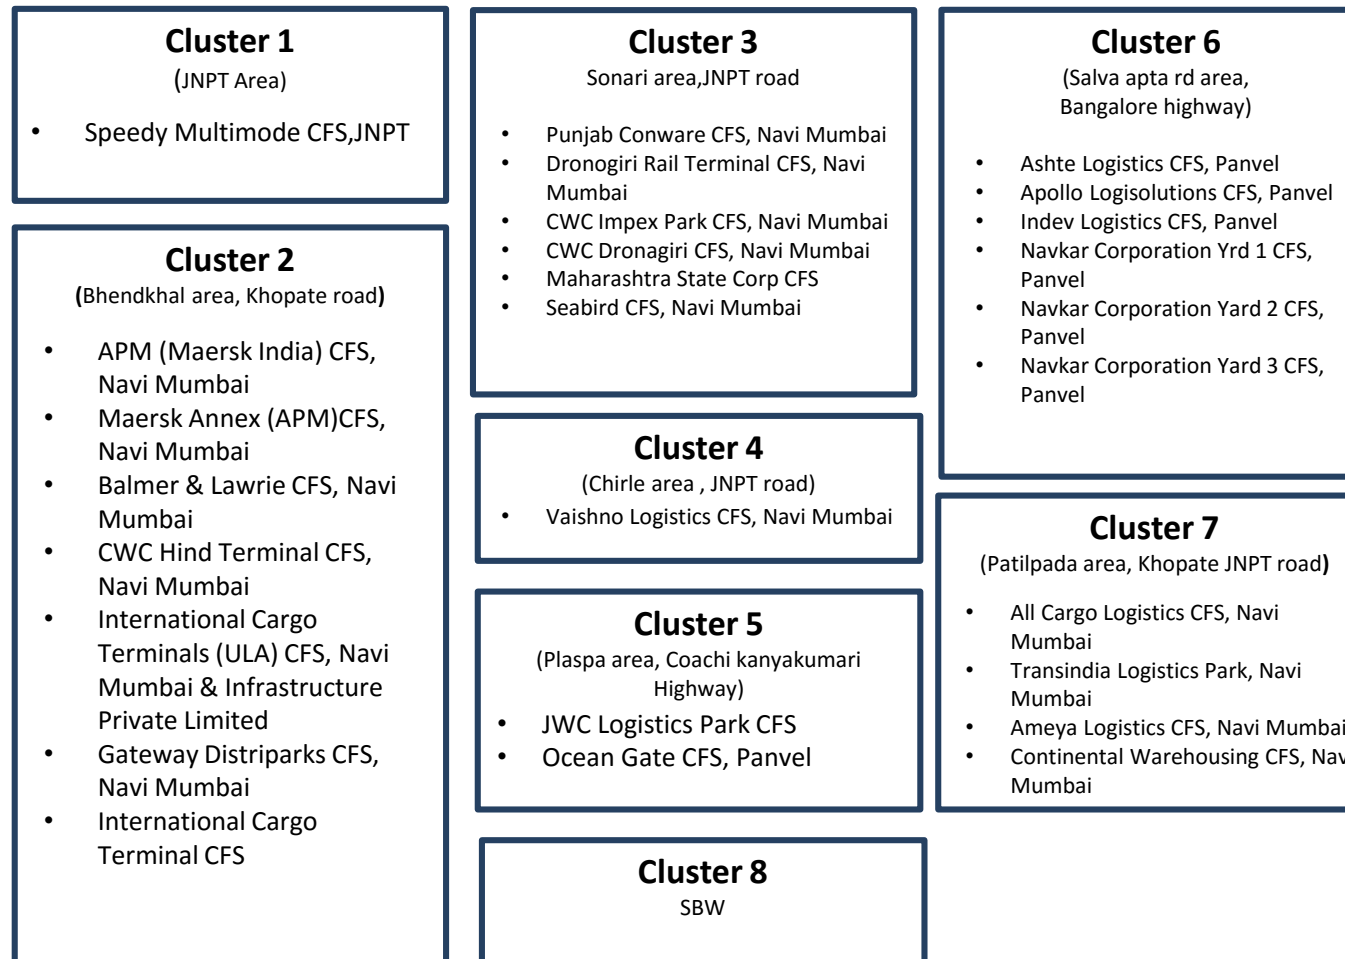 Cluster 1
(JNPT Area)
• Speedy Multimode CFS,JNPT
Cluster 2
(Bhendkhal area, Khopate road)
• APM (Maersk India) CFS,
Navi Mumbai
• Maersk Annex (APM)CFS,
Navi Mumbai
• Balmer & Lawrie CFS, Navi
Mumbai
• CWC Hind Terminal CFS,
Navi Mumbai
• International Cargo
Terminals (ULA) CFS, Navi
Mumbai & Infrastructure
Private Limited
• Gateway Distriparks CFS,
Navi Mumbai
• International Cargo
Terminal CFS
Cluster 3
Sonari area,JNPT road
• Punjab Conware CFS, Navi Mumbai
• Dronogiri Rail Terminal CFS, Navi
Mumbai
• CWC Impex Park CFS, Navi Mumbai
• CWC Dronagiri CFS, Navi Mumbai
• Maharashtra State Corp CFS
• Seabird CFS, Navi Mumbai
Cluster 4
(Chirle area , JNPT road)
• Vaishno Logistics CFS, Navi Mumbai
Cluster 5
(Plaspa area, Coachi kanyakumari
Highway)
• JWC Logistics Park CFS
• Ocean Gate CFS, Panvel
Cluster 8
SBW
Cluster 6
(Salva apta rd area,
Bangalore highway)
• Ashte Logistics CFS, Panvel
• Apollo Logisolutions CFS, Panvel
• Indev Logistics CFS, Panvel
• Navkar Corporation Yrd 1 CFS,
Panvel
• Navkar Corporation Yard 2 CFS,
Panvel
• Navkar Corporation Yard 3 CFS,
Panvel
Cluster 7
(Patilpada area, Khopate JNPT road)
• All Cargo Logistics CFS, Navi
Mumbai
• Transindia Logistics Park, Navi
Mumbai
• Ameya Logistics CFS, Navi Mumbai
• Continental Warehousing CFS, Nav
Mumbai